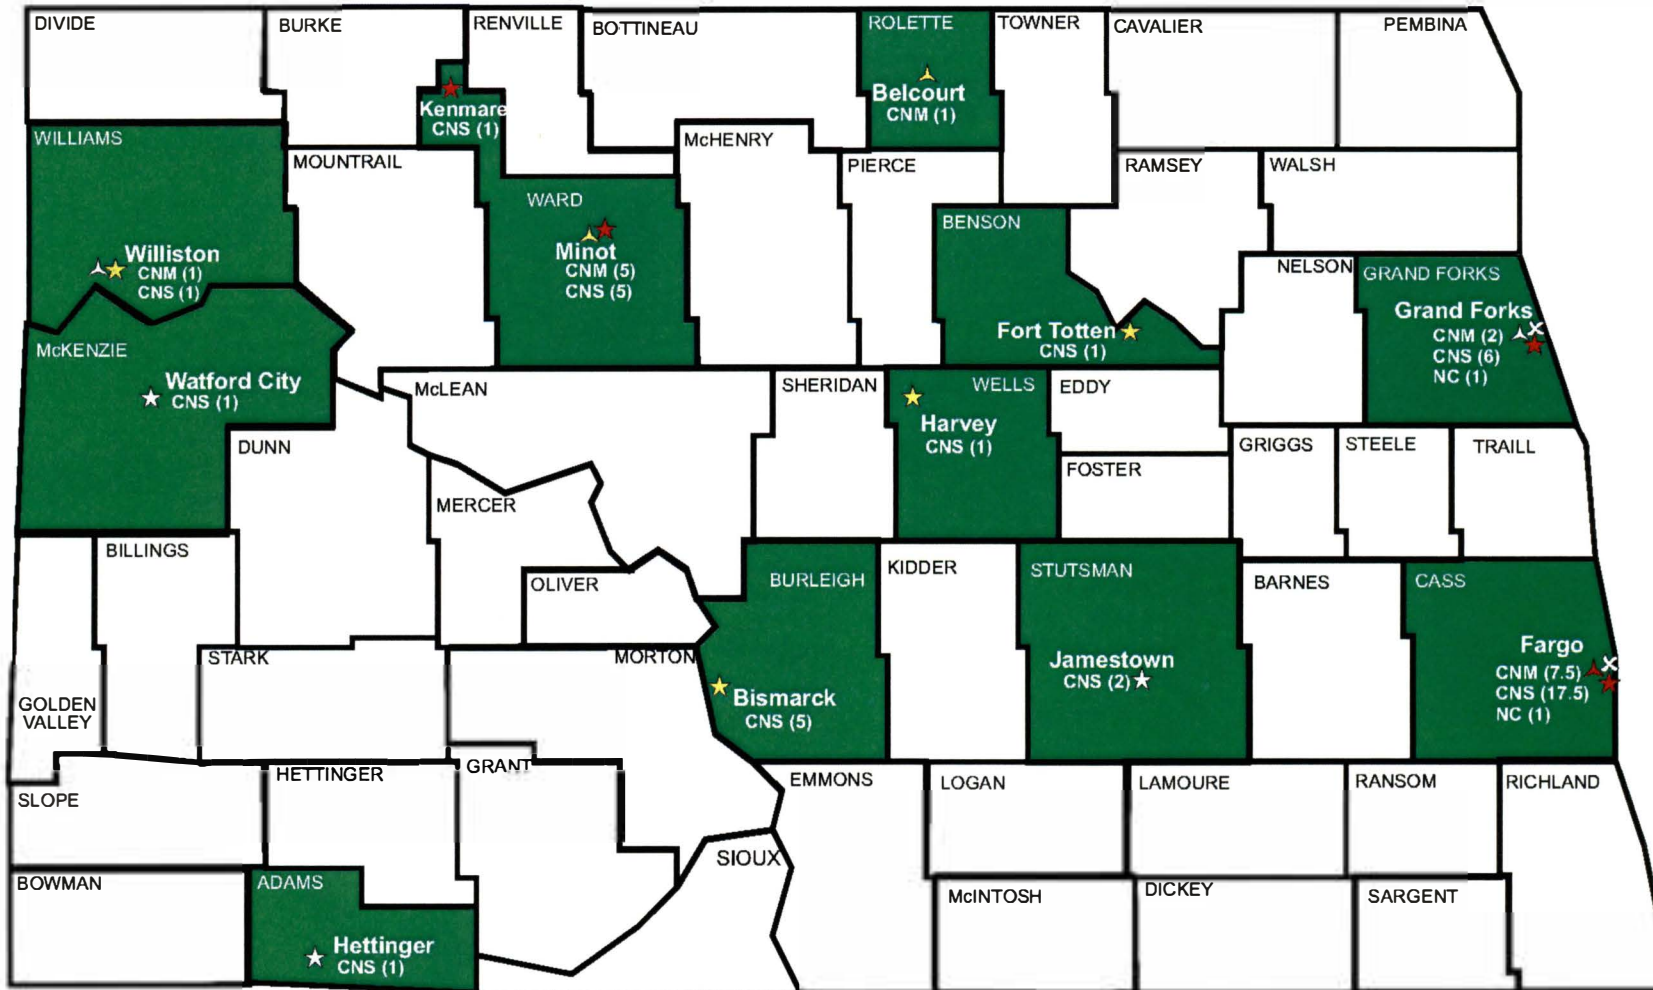 DIVIDE
BURKE
RENVILLE
BOTTINEAU
ROLETTE
TOWNER
CAVALIER
PEMBINA
Belcourt
CNM (1)
Kenmare
CNS (1)
WILLIAMS
MOUNTRAIL
McHENRY
PIERCE
RAMSEY
WALSH
WARD
Minot
CNM (5)
CNS (5)
BENSON
Fort Totten
CNS (1)
NELSON
GRAND FORKS
Grand Forks
CNM (2)
CNS (6)
NC (1)
Williston
CNM (1)
CNS (1)
McKENZIE
Watford City
CNS (1)
McLEAN
SHERIDAN
WELLS
Harvey
CNS (1)
EDDY
FOSTER
GRIGGS
STEELE
TRAILL
DUNN
MERCER
BILLINGS
OLIVER
BURLEIGH
KIDDER
STUTSMAN
BARNES
CASS
Fargo
CNM (7.5)
CNS (17.5)
NC (1)
Jamestown
CNS (2)
Bismarck
CNS (5)
STARK
MORTON
GOLDEN
VALLEY
SLOPE
HETTINGER
GRANT
EMMONS
LOGAN
LAMOURE
RANSOM
RICHLAND
SIOUX
BOWMAN
ADAMS
Hettinger
CNS (1)
McINTOSH
DICKEY
SARGENT